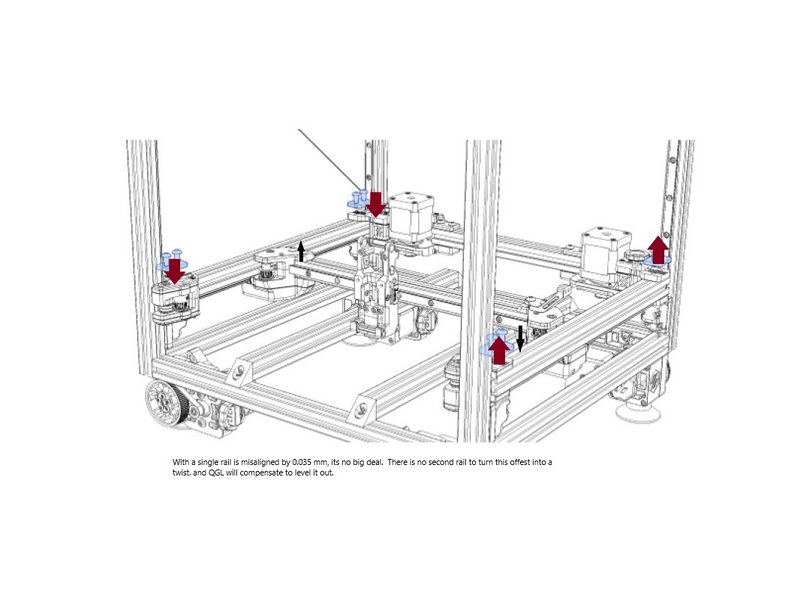 With a single rail is misaligned by 0.035 mm, its no big deal.  There is no second rail to turn this offest into a
twist. and QGL will compensate to level it out.